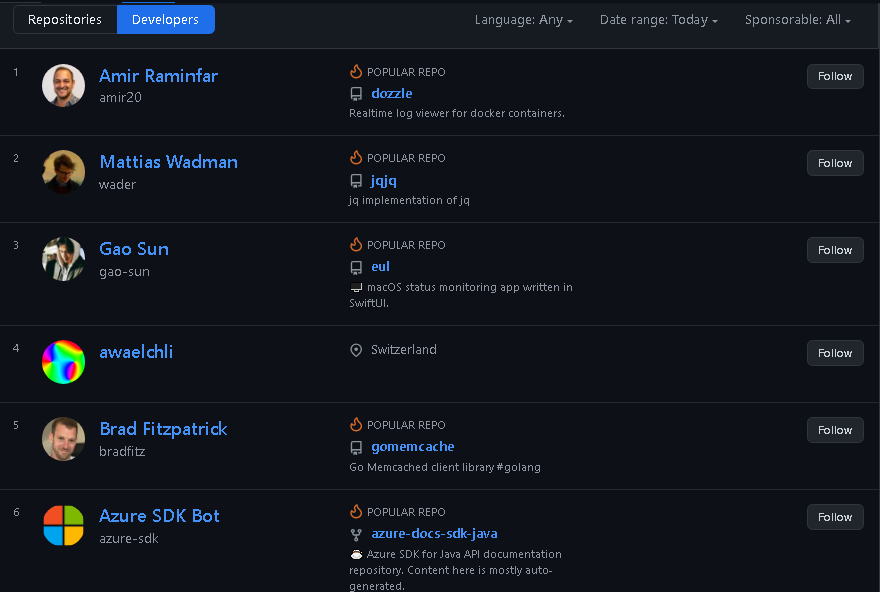 Repositories Developers Language: Any Date range: Today Sponsorable: All
1 Amir Raminfar POPULAR REPO Follow
amir20 dozzle
Realtime log viewer for docker containers.
2 Mattias Wadman POPULAR REPO Follow
wader jqjq
jq implementation of jq
3 Gao Sun POPULAR REPO Follow
gao-sun eul
🖥️ macOS status monitoring app written in
SwiftUI.
4 awaelchli Switzerland Follow
5 Brad Fitzpatrick POPULAR REPO Follow
bradfitz gomemcache
Go Memcached client library #golang
6 Azure SDK Bot POPULAR REPO Follow
azure-sdk azure-docs-sdk-java
☕ Azure SDK for Java API documentation
repository. Content here is mostly auto-
generated.